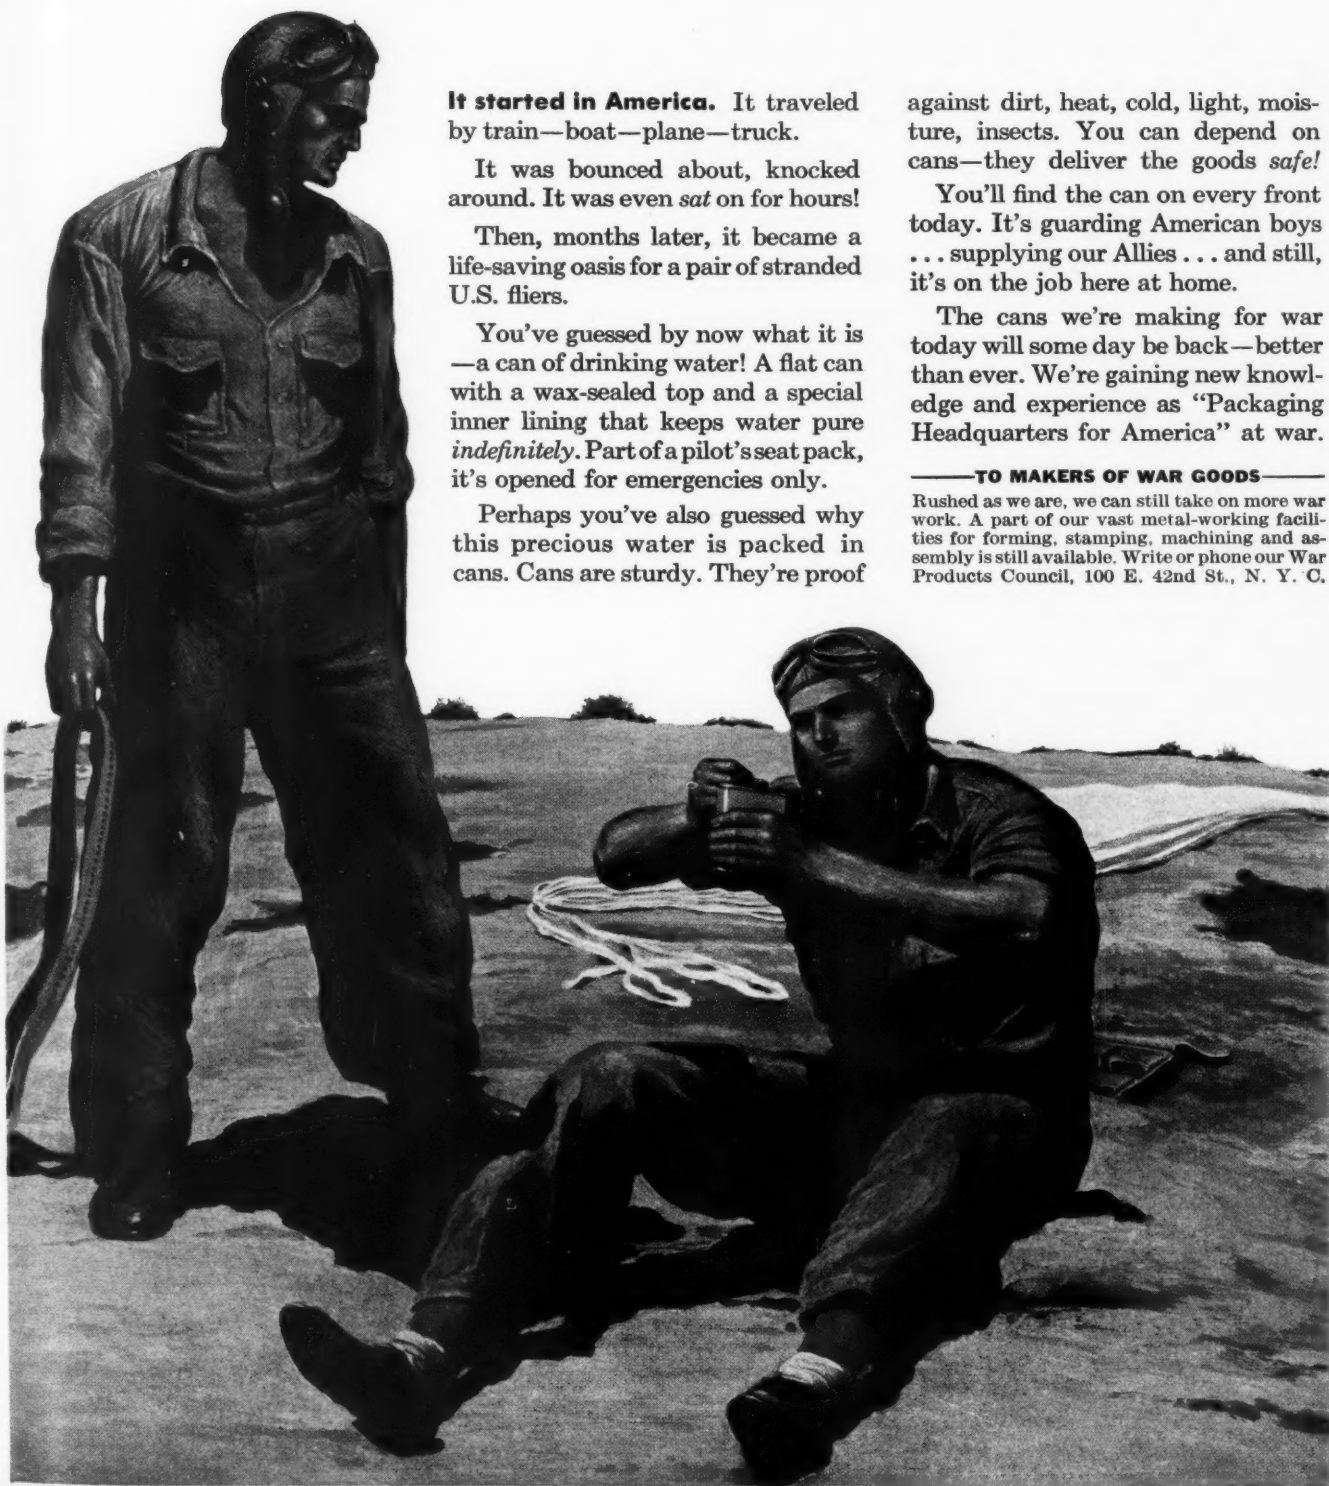 It started in America. It traveled
by train—boat—plane—truck.
It was bounced about, knocked
around. It was even sat on for hours!
Then, months later, it became a
life-saving oasis for a pair of stranded
U.S. fliers.
You've guessed by now what it is
—a can of drinking water! A flat can
with a wax-sealed top and a special
inner lining that keeps water pure
indefinitely. Part of a pilot's seat pack,
it's opened for emergencies only.
Perhaps you've also guessed why
this precious water is packed in
cans. Cans are sturdy. They're proof
against dirt, heat, cold, light, mois-
ture, insects. You can depend on
cans—they deliver the goods safe!
You'll find the can on every front
today. It's guarding American boys
... supplying our Allies ... and still,
it's on the job here at home.
The cans we're making for war
today will some day be back—better
than ever. We're gaining new knowl-
edge and experience as “Packaging
Headquarters for America” at war.
TO MAKERS OF WAR GOODS
Rushed as we are, we can still take on more war
work. A part of our vast metal-working facili-
ties for forming, stamping, machining and as-
sembly is still available. Write or phone our War
Products Council, 100 E. 42nd St., N. Y. C.